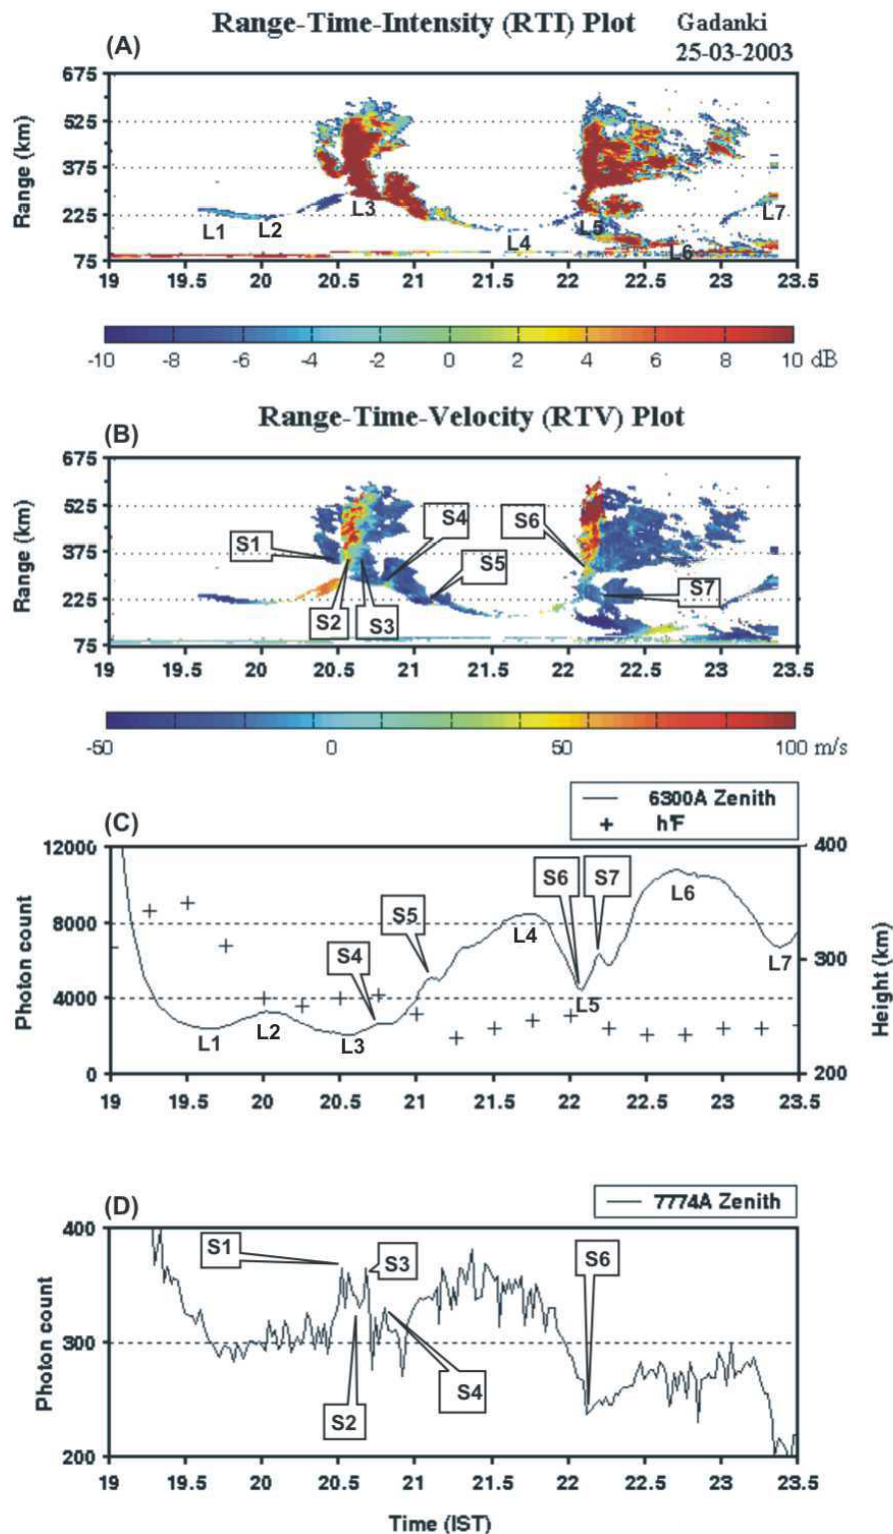 Range-Time-Intensity (RTI) Plot
Gadanki
25-03-2003
(A)
675
525
375
225
75
Range (km)
L1
L2
L3
L4
L5
L6
L7
19 19.5 20 20.5 21 21.5 22 22.5 23 23.5
-10 -8 -6 -4 -2 0 2 4 6 8 10 dB
Range-Time-Velocity (RTV) Plot
(B)
675
525
375
225
75
Range (km)
S1
S2
S3
S4
S5
S6
S7
19 19.5 20 20.5 21 21.5 22 22.5 23 23.5
-50 0 50 100 m/s
(C)
6300A Zenith
+ h'F
12000
8000
4000
0
Photon count
400
300
200
Height (km)
L1
L2
L3
S4
S5
L4
S6
S7
L5
L6
L7
19 19.5 20 20.5 21 21.5 22 22.5 23 23.5
(D)
7774A Zenith
400
300
200
Photon count
S1
S2
S3
S4
S6
19 19.5 20 20.5 21 21.5 22 22.5 23 23.5
Time (IST)